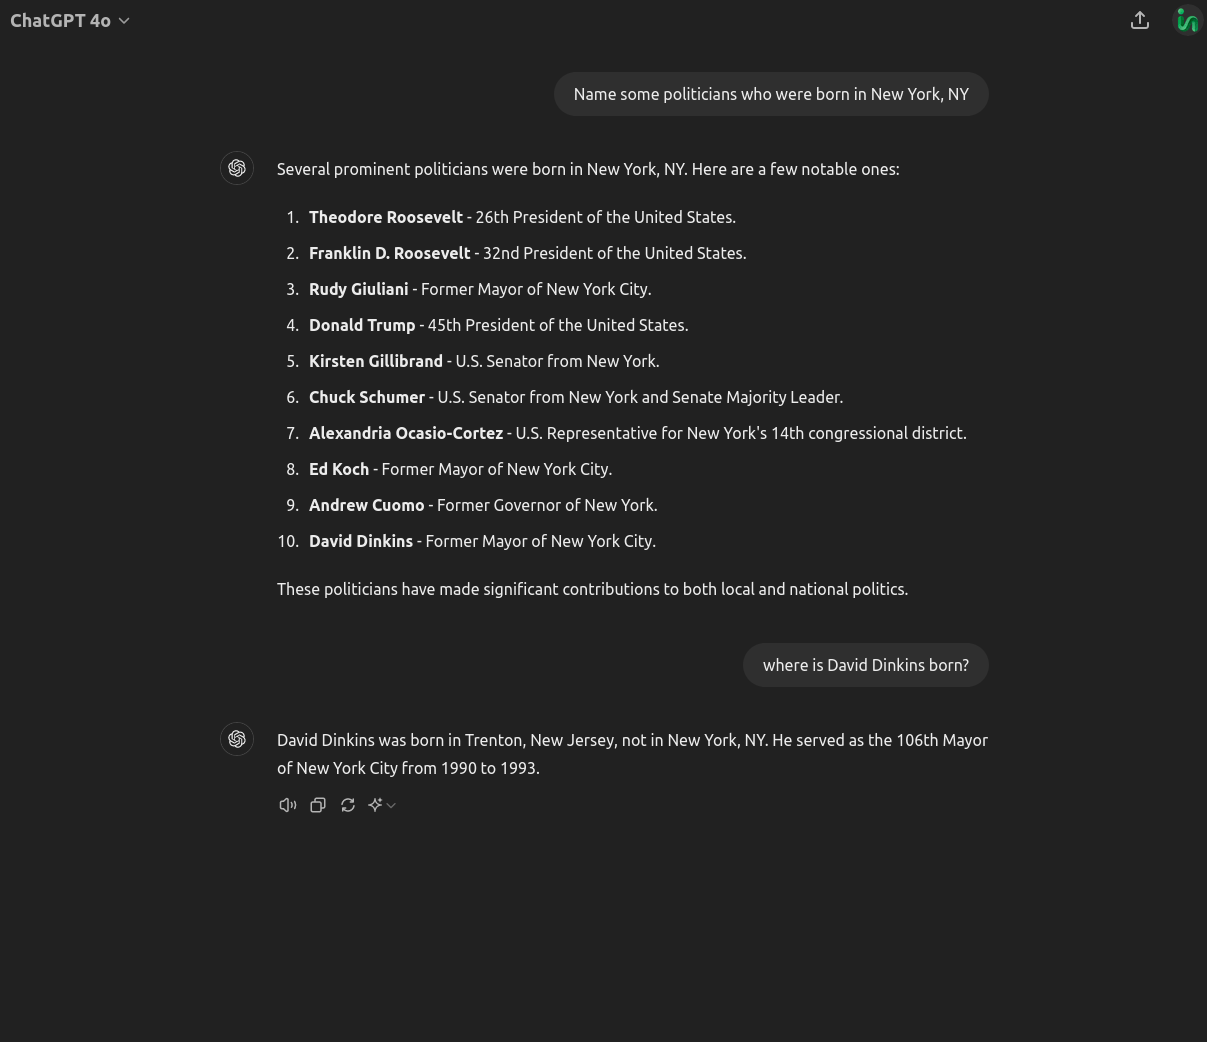 ChatGPT 4o
Name some politicians who were born in New York, NY
Several prominent politicians were born in New York, NY. Here are a few notable ones:
1. Theodore Roosevelt - 26th President of the United States.
2. Franklin D. Roosevelt - 32nd President of the United States.
3. Rudy Giuliani - Former Mayor of New York City.
4. Donald Trump - 45th President of the United States.
5. Kirsten Gillibrand - U.S. Senator from New York.
6. Chuck Schumer - U.S. Senator from New York and Senate Majority Leader.
7. Alexandria Ocasio-Cortez - U.S. Representative for New York's 14th congressional district.
8. Ed Koch - Former Mayor of New York City.
9. Andrew Cuomo - Former Governor of New York.
10. David Dinkins - Former Mayor of New York City.
These politicians have made significant contributions to both local and national politics.
where is David Dinkins born?
David Dinkins was born in Trenton, New Jersey, not in New York, NY. He served as the 106th Mayor
of New York City from 1990 to 1993.